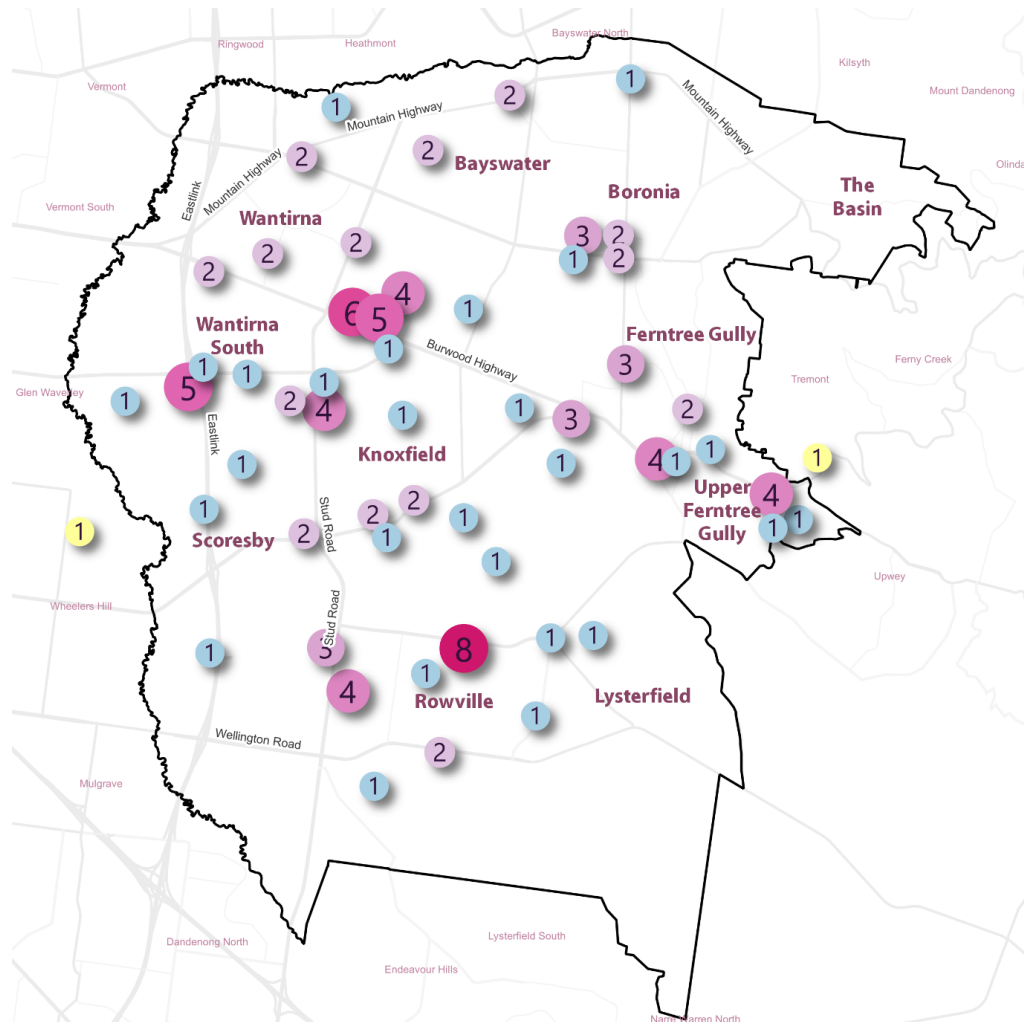 Bayswater North
Ringwood
Heathmont
Kilsyth
Vermont
1
Mount Dandenong
2
1
Mountain Highway
Mountain Highway
2
2
Bayswater
Olinda
Mountain Highway
Eastlink
Boronia
The
Basin
Vermont South
Wantirna
2
2
2
3
2
1
2
4
6
5
1
Wantirna
South
Ferntree Gully
1
Burwood Highway
Ferny Creek
3
Tremont
1
1
1
5
Glen Waverley
1
2
4
1
1
3
2
Eastlink
Knoxfield
1
1
4
1
1
1
Upper
Ferntree
Gully
4
1
1
1
2
2
1
1
Stud Road
2
Scoresby
1
1
Upwey
Wheelers Hill
Stud Road
1
3
8
1
1
1
4
Rowville
Lysterfield
1
Wellington Road
2
Mulgrave
1
Dandenong North
Lysterfield South
Endeavour Hills
Narre Warren North